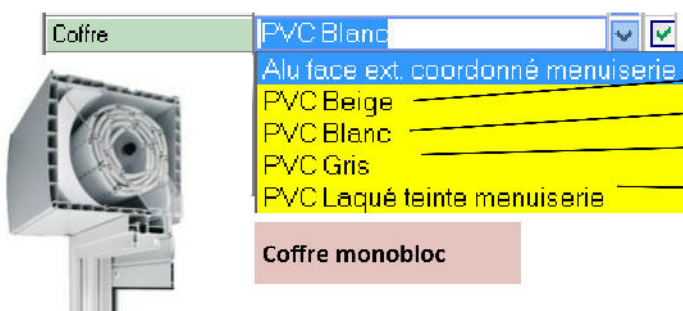 Coffre PVC Blanc
Alu face ext. coordonné menuiserie
PVC Beige
PVC Blanc
PVC Gris
PVC Laqué teinte menuiserie
Coffre monobloc